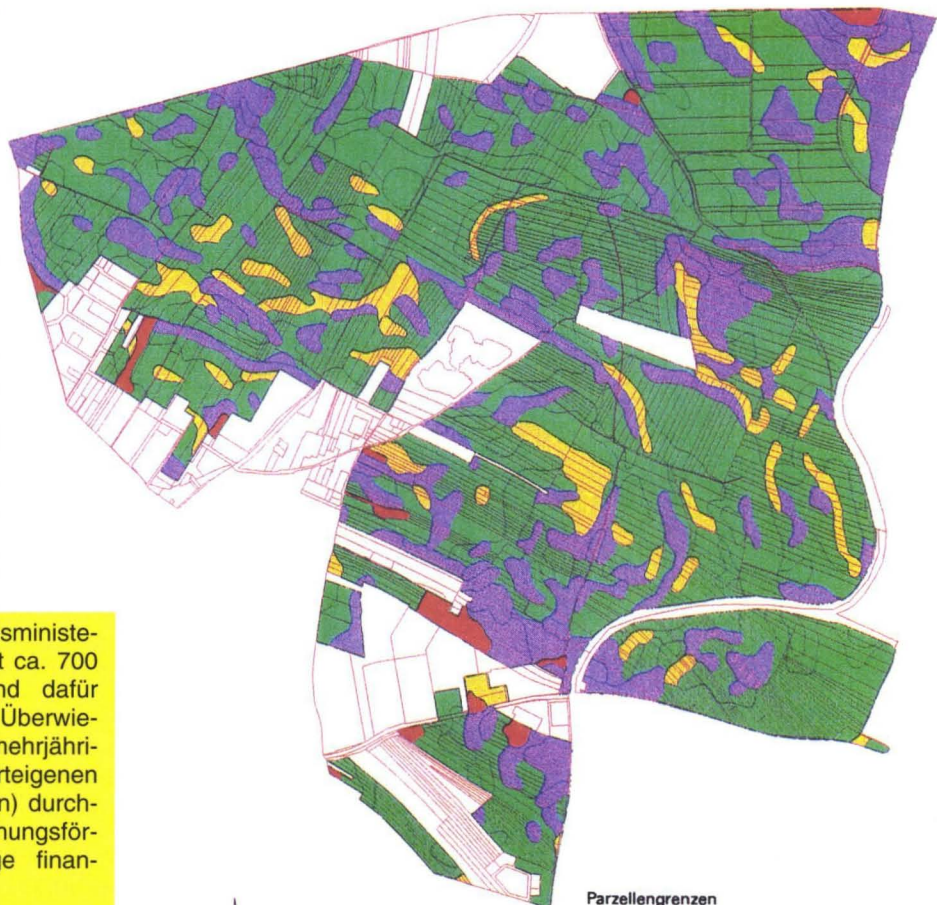 sministe-
t ca. 700
nd dafür
Überwie-
nehrjähri-
rteigenen
n) durch-
nungsför-
ge finan-
Parzellengrenzen